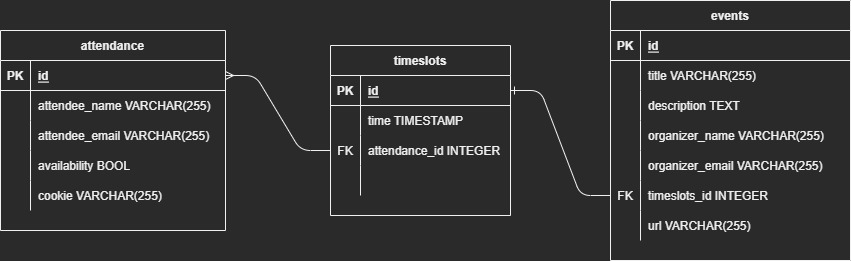 attendance
PK id
attendee_name VARCHAR(255)
attendee_email VARCHAR(255)
availability BOOL
cookie VARCHAR(255)
timeslots
PK id
time TIMESTAMP
FK attendance_id INTEGER
events
PK id
title VARCHAR(255)
description TEXT
organizer_name VARCHAR(255)
organizer_email VARCHAR(255)
FK timeslots_id INTEGER
url VARCHAR(255)